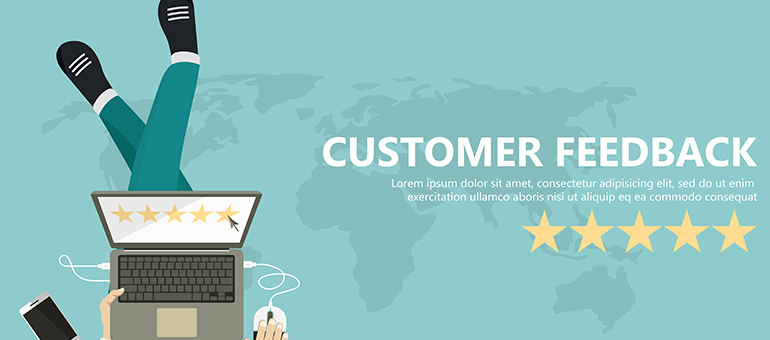 CUSTOMER FEEDBACK
Lorem ipsum dolor sit amet, consectetur adipisicing elit, sed do ut enim
exercitation ullamco aboris nisi ut aliquip eq ea commodo consequat